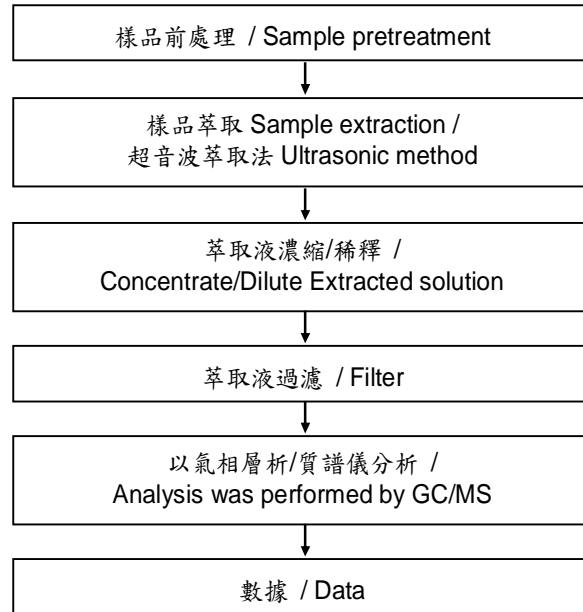 樣品前處理 / Sample pretreatment
樣品萃取 Sample extraction /
超音波萃取法 Ultrasonic method
萃取液濃縮/稀釋 /
Concentrate/Dilute Extracted solution
萃取液過濾 / Filter
以氣相層析/質譜儀分析 /
Analysis was performed by GC/MS
數據 / Data